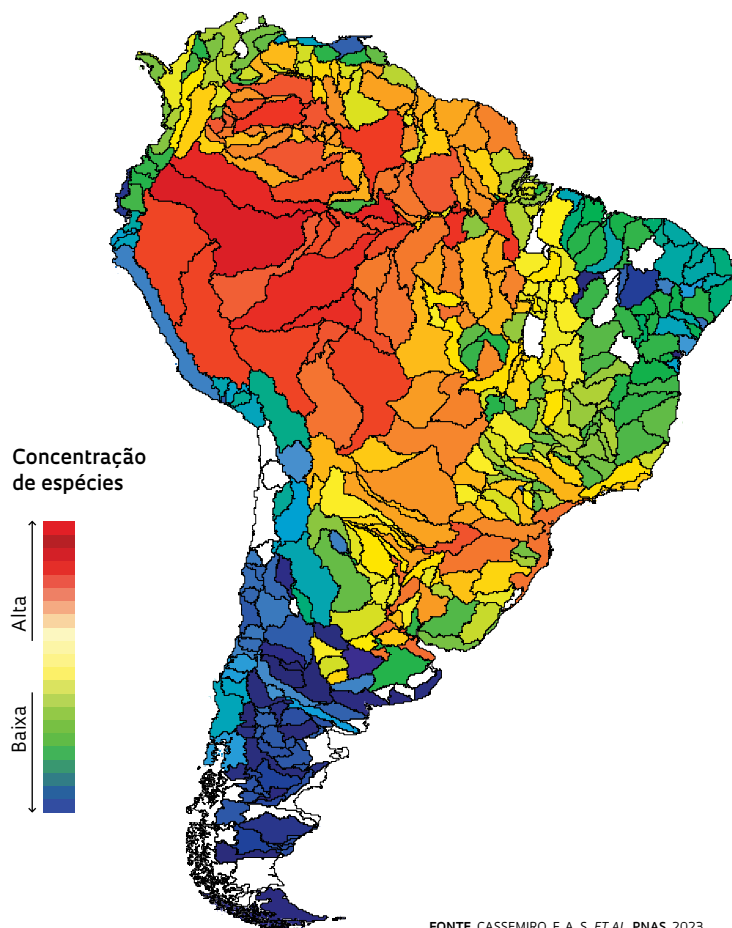 Concentração
de espécies
Alta
Baixa
FONTE CASSEMIRO, F. A. S. ET AL. PNAS. 2023